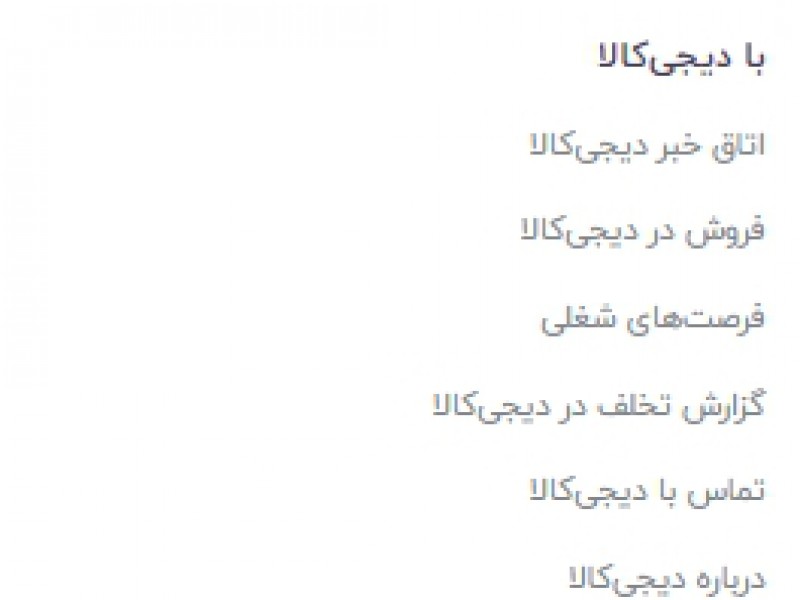 با دیجی‌کالا
اتاق خبر دیجی‌کالا
فروش در دیجی‌کالا
فرصت‌های شغلی
گزارش تخلف در دیجی‌کالا
تماس با دیجی‌کالا
درباره دیجی‌کالا